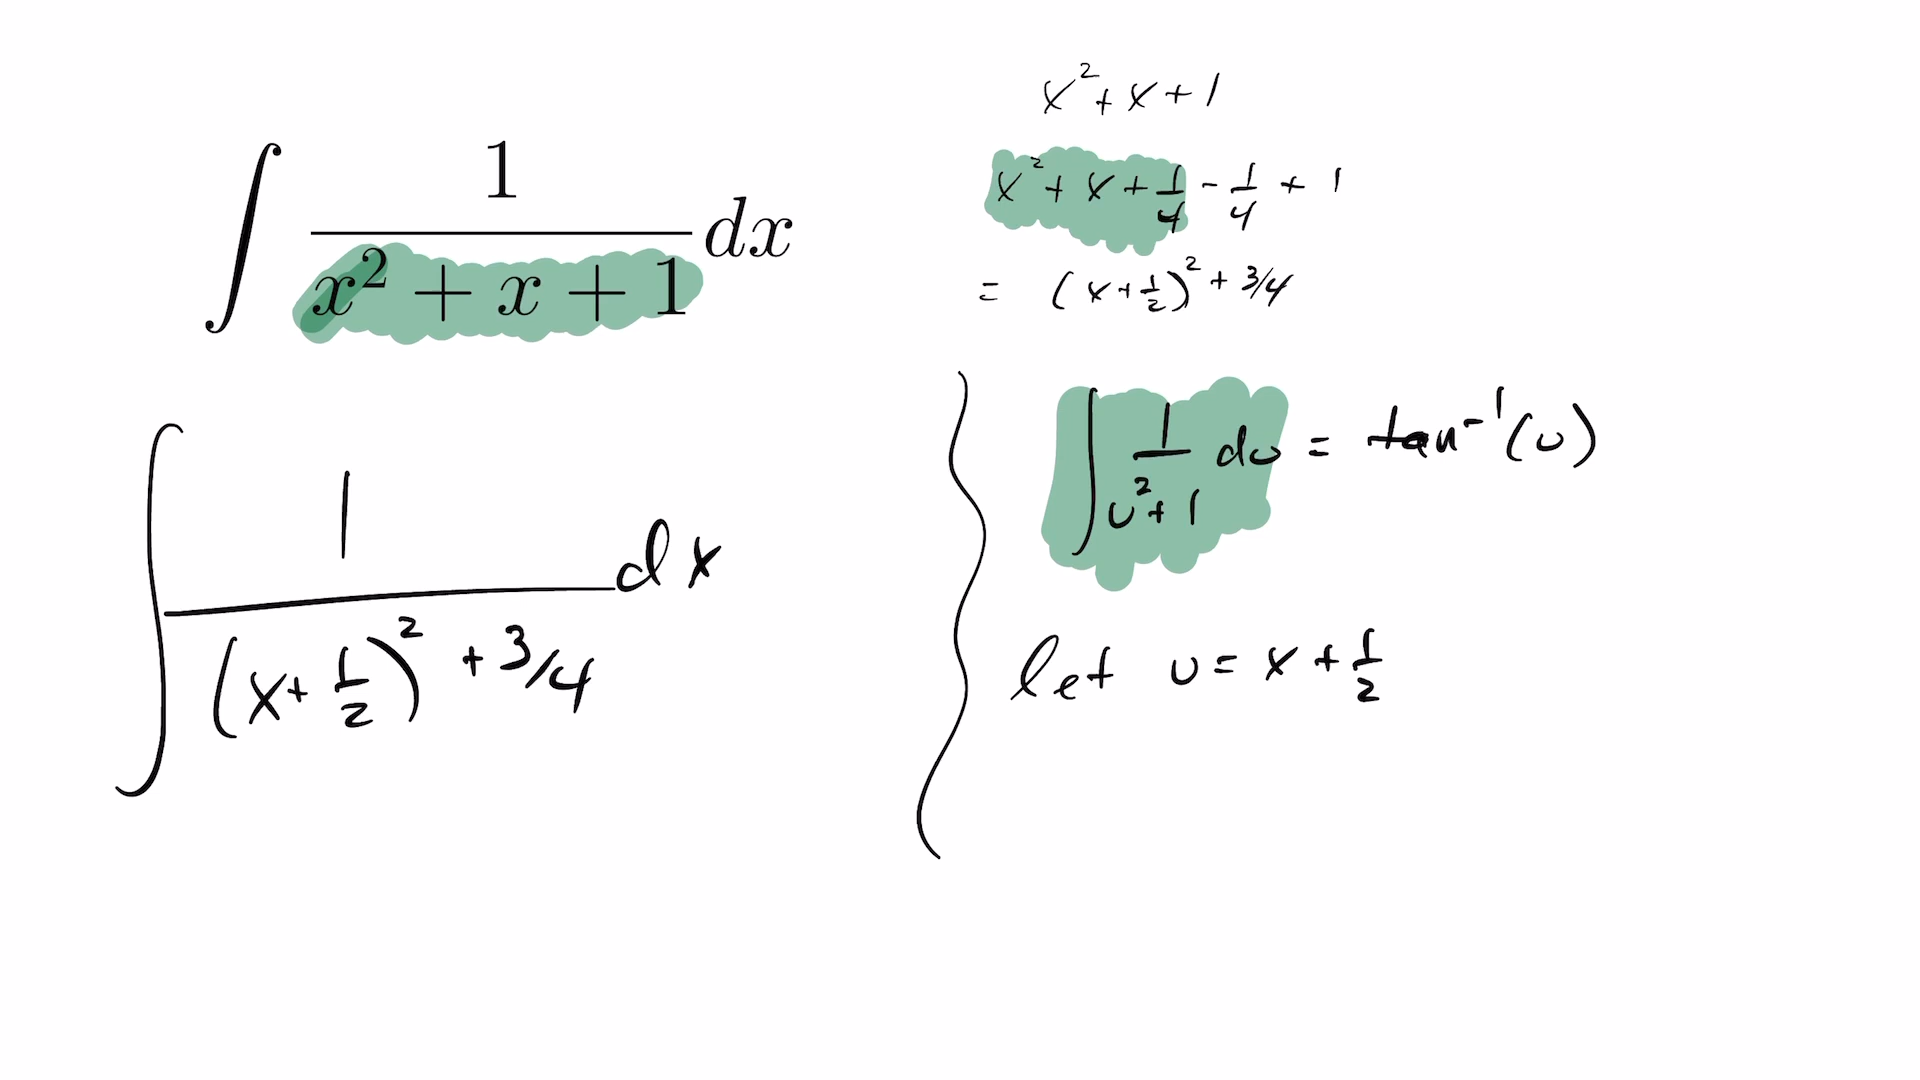 ∫ 1/(x² + x + 1) dx
x² + x + 1
x² + x + 1/4 - 1/4 + 1
= (x + 1/2)² + 3/4
∫ 1/((x + 1/2)² + 3/4) dx
∫ 1/(u² + 1) du = tan⁻¹(u)
let u = x + 1/2